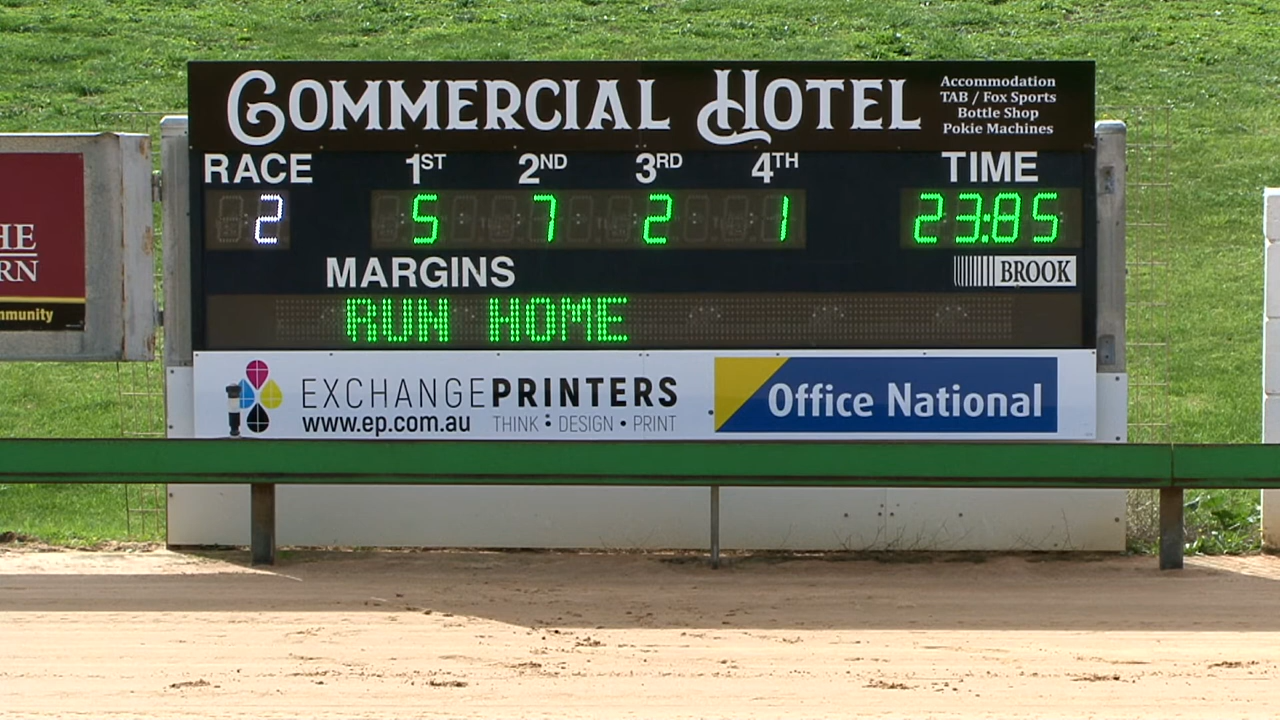 COMMERCIAL HOTEL
Accommodation
TAB / Fox Sports
Bottle Shop
Pokie Machines
RACE 1ST 2ND 3RD 4TH TIME
2 5 7 2 1 23:85
MARGINS
BROOK
RUN HOME
HE
RN
mmunity
EXCHANGEPRINTERS
www.ep.com.au THINK : DESIGN • PRINT
Office National